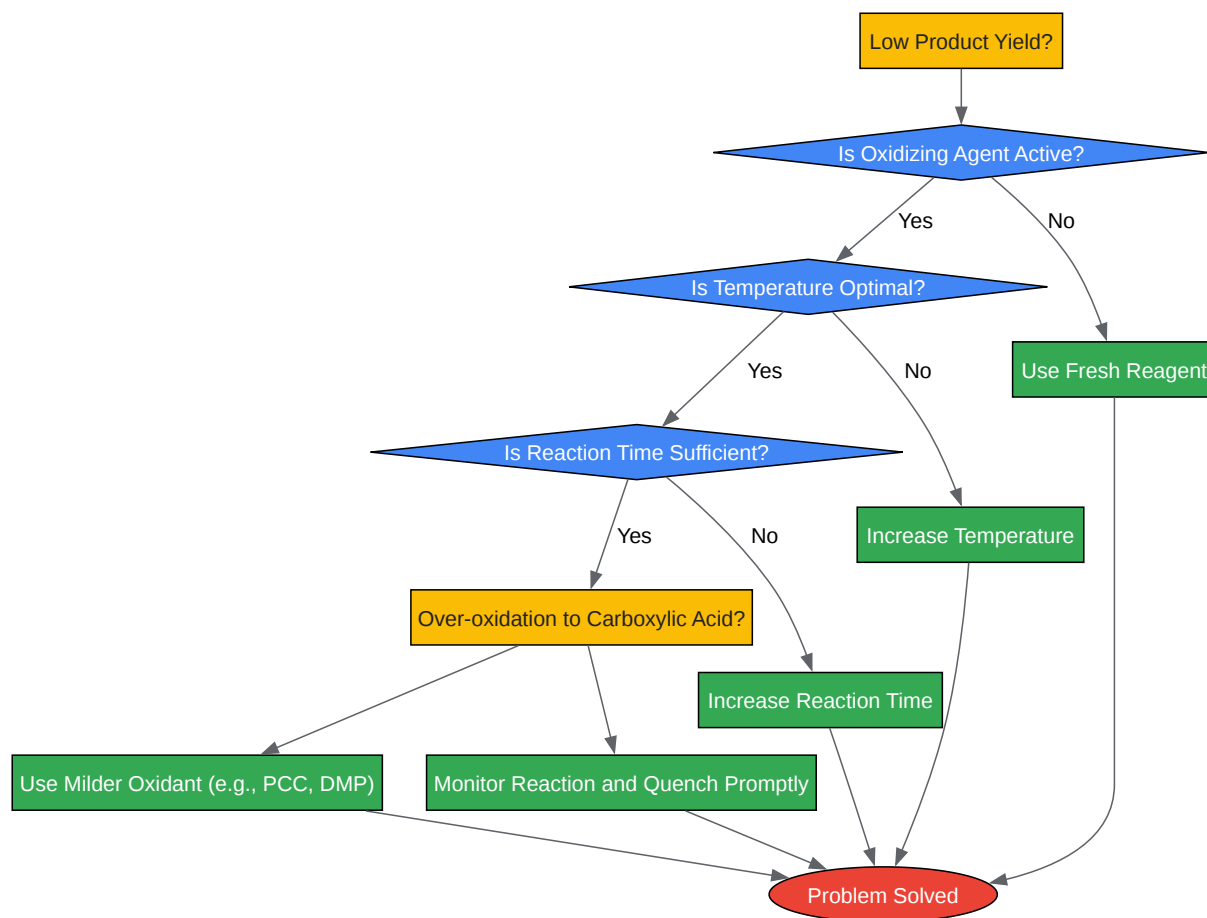 Low Product Yield?
Is Oxidizing Agent Active?
Yes
No
Is Temperature Optimal?
Yes
No
Use Fresh Reagent
Is Reaction Time Sufficient?
Yes
No
Increase Temperature
Over-oxidation to Carboxylic Acid?
Increase Reaction Time
Use Milder Oxidant (e.g., PCC, DMP)
Monitor Reaction and Quench Promptly
Problem Solved